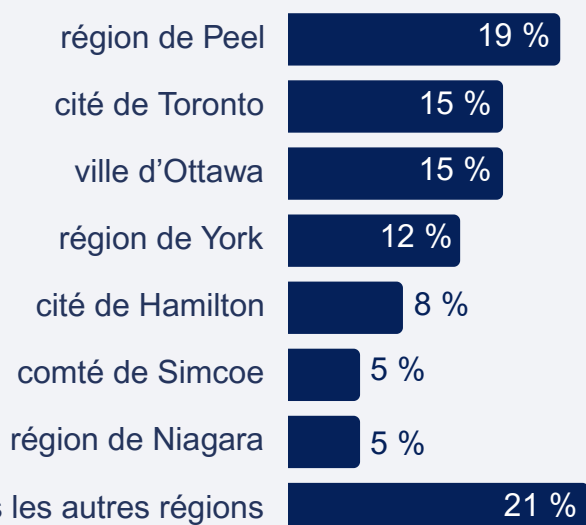 région de Peel 19 %
cité de Toronto 15 %
ville d’Ottawa 15 %
région de York 12 %
cité de Hamilton 8 %
comté de Simcoe 5 %
région de Niagara 5 %
les autres régions 21 %